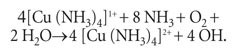 4[Cu (NH₃)₄]¹⁺ + 8 NH₃ + O₂ +
2 H₂O→4 [Cu (NH₃)₄]²⁺ + 4 OH.